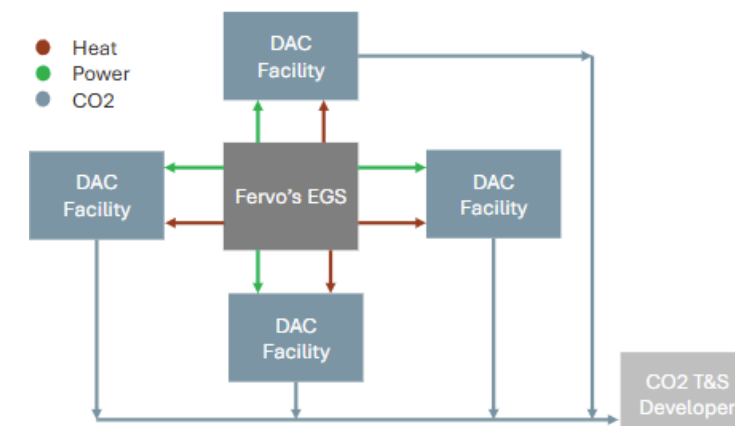 Heat
Power
CO2
DAC
Facility
DAC
Facility
Fervo's EGS
DAC
Facility
DAC
Facility
CO2 T&S
Developer